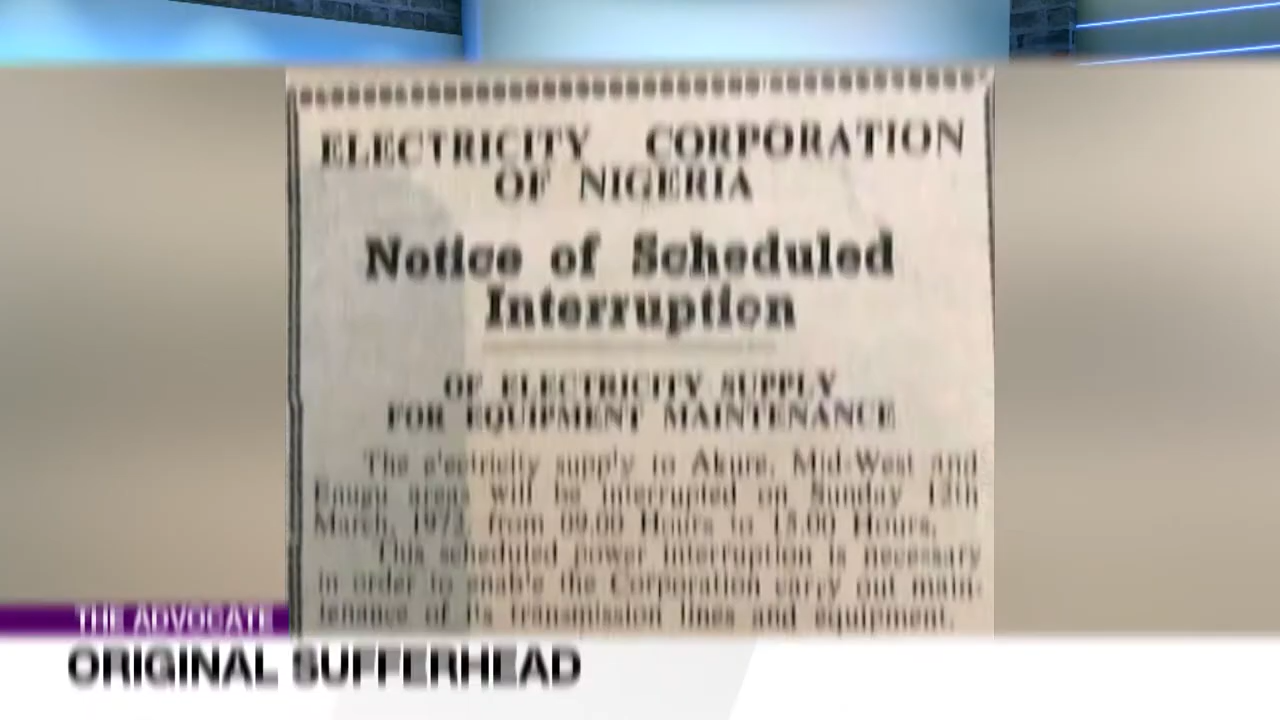 ELECTRICITY CORPORATION
OF NIGERIA
Notice of Scheduled
Interruption
OF ELECTRICITY SUPPLY
FOR EQUIPMENT MAINTENANCE
The electricity supply to Akure, Mid-West and
Enugu areas will be interrupted on Sunday 12th
March, from 09.00 Hours to 15.00 Hours.
This scheduled power interruption is necessary
in order to enable the Corporation carry out main-
tenance of its transmission lines and equipment.
THE ADVOCATE
ORIGINAL SUFFERHEAD